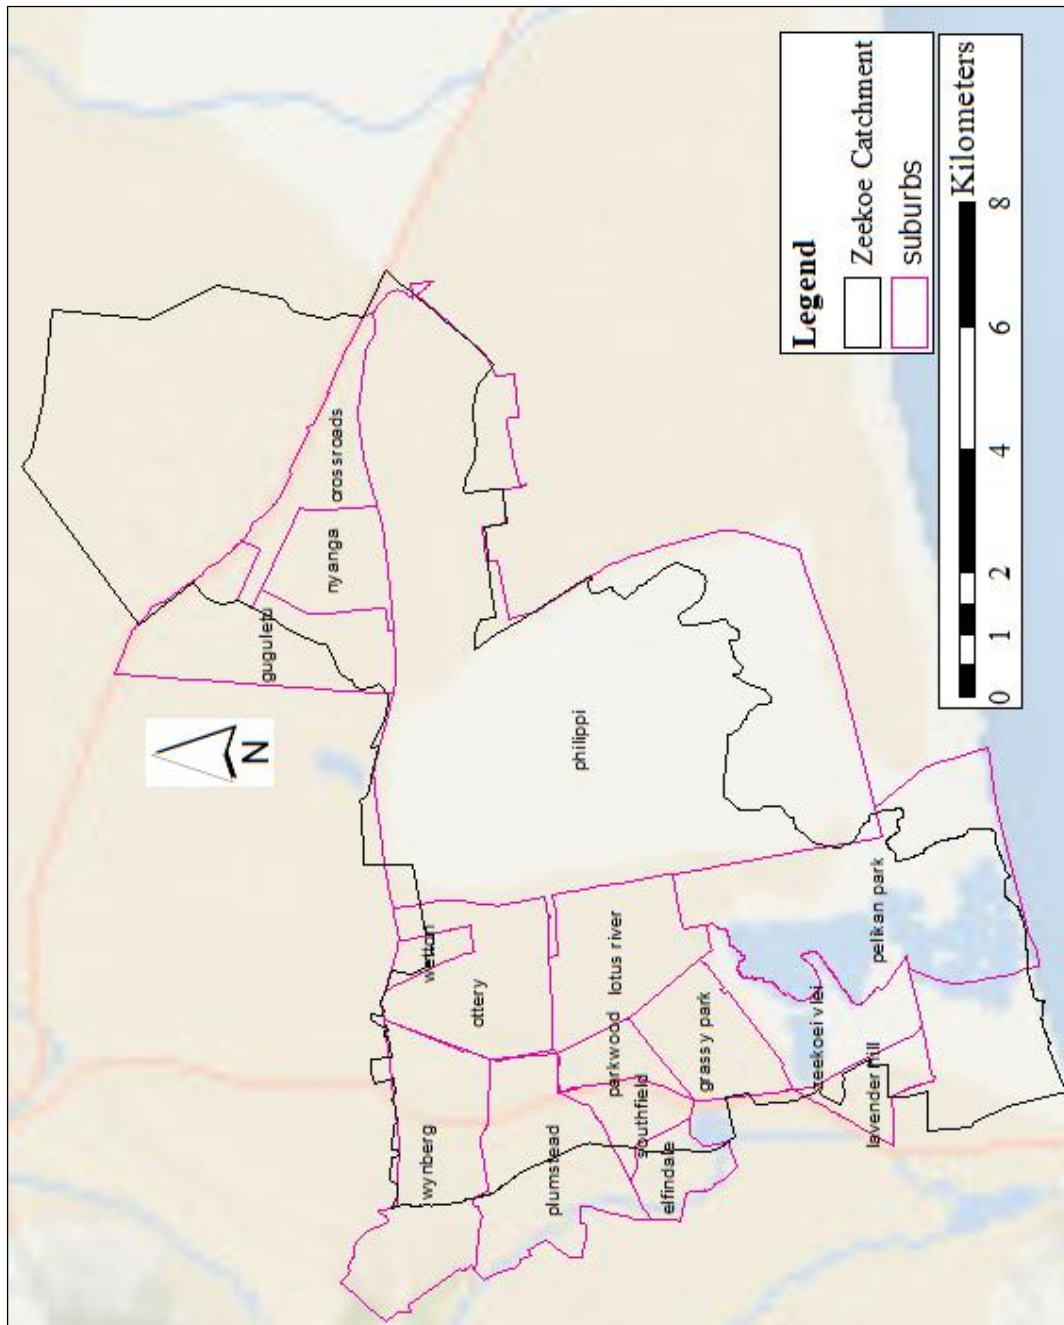 N
guguletu
nyanga
crossroads
wynberg
wetton
ottery
plumstead
philippi
parkwood
lotus river
southfield
elfindale
grassy park
zeekoei vlei
lavender hill
pelikan park
Legend
Zeekoe Catchment
suburbs
Kilometers
0 1 2 4 6 8